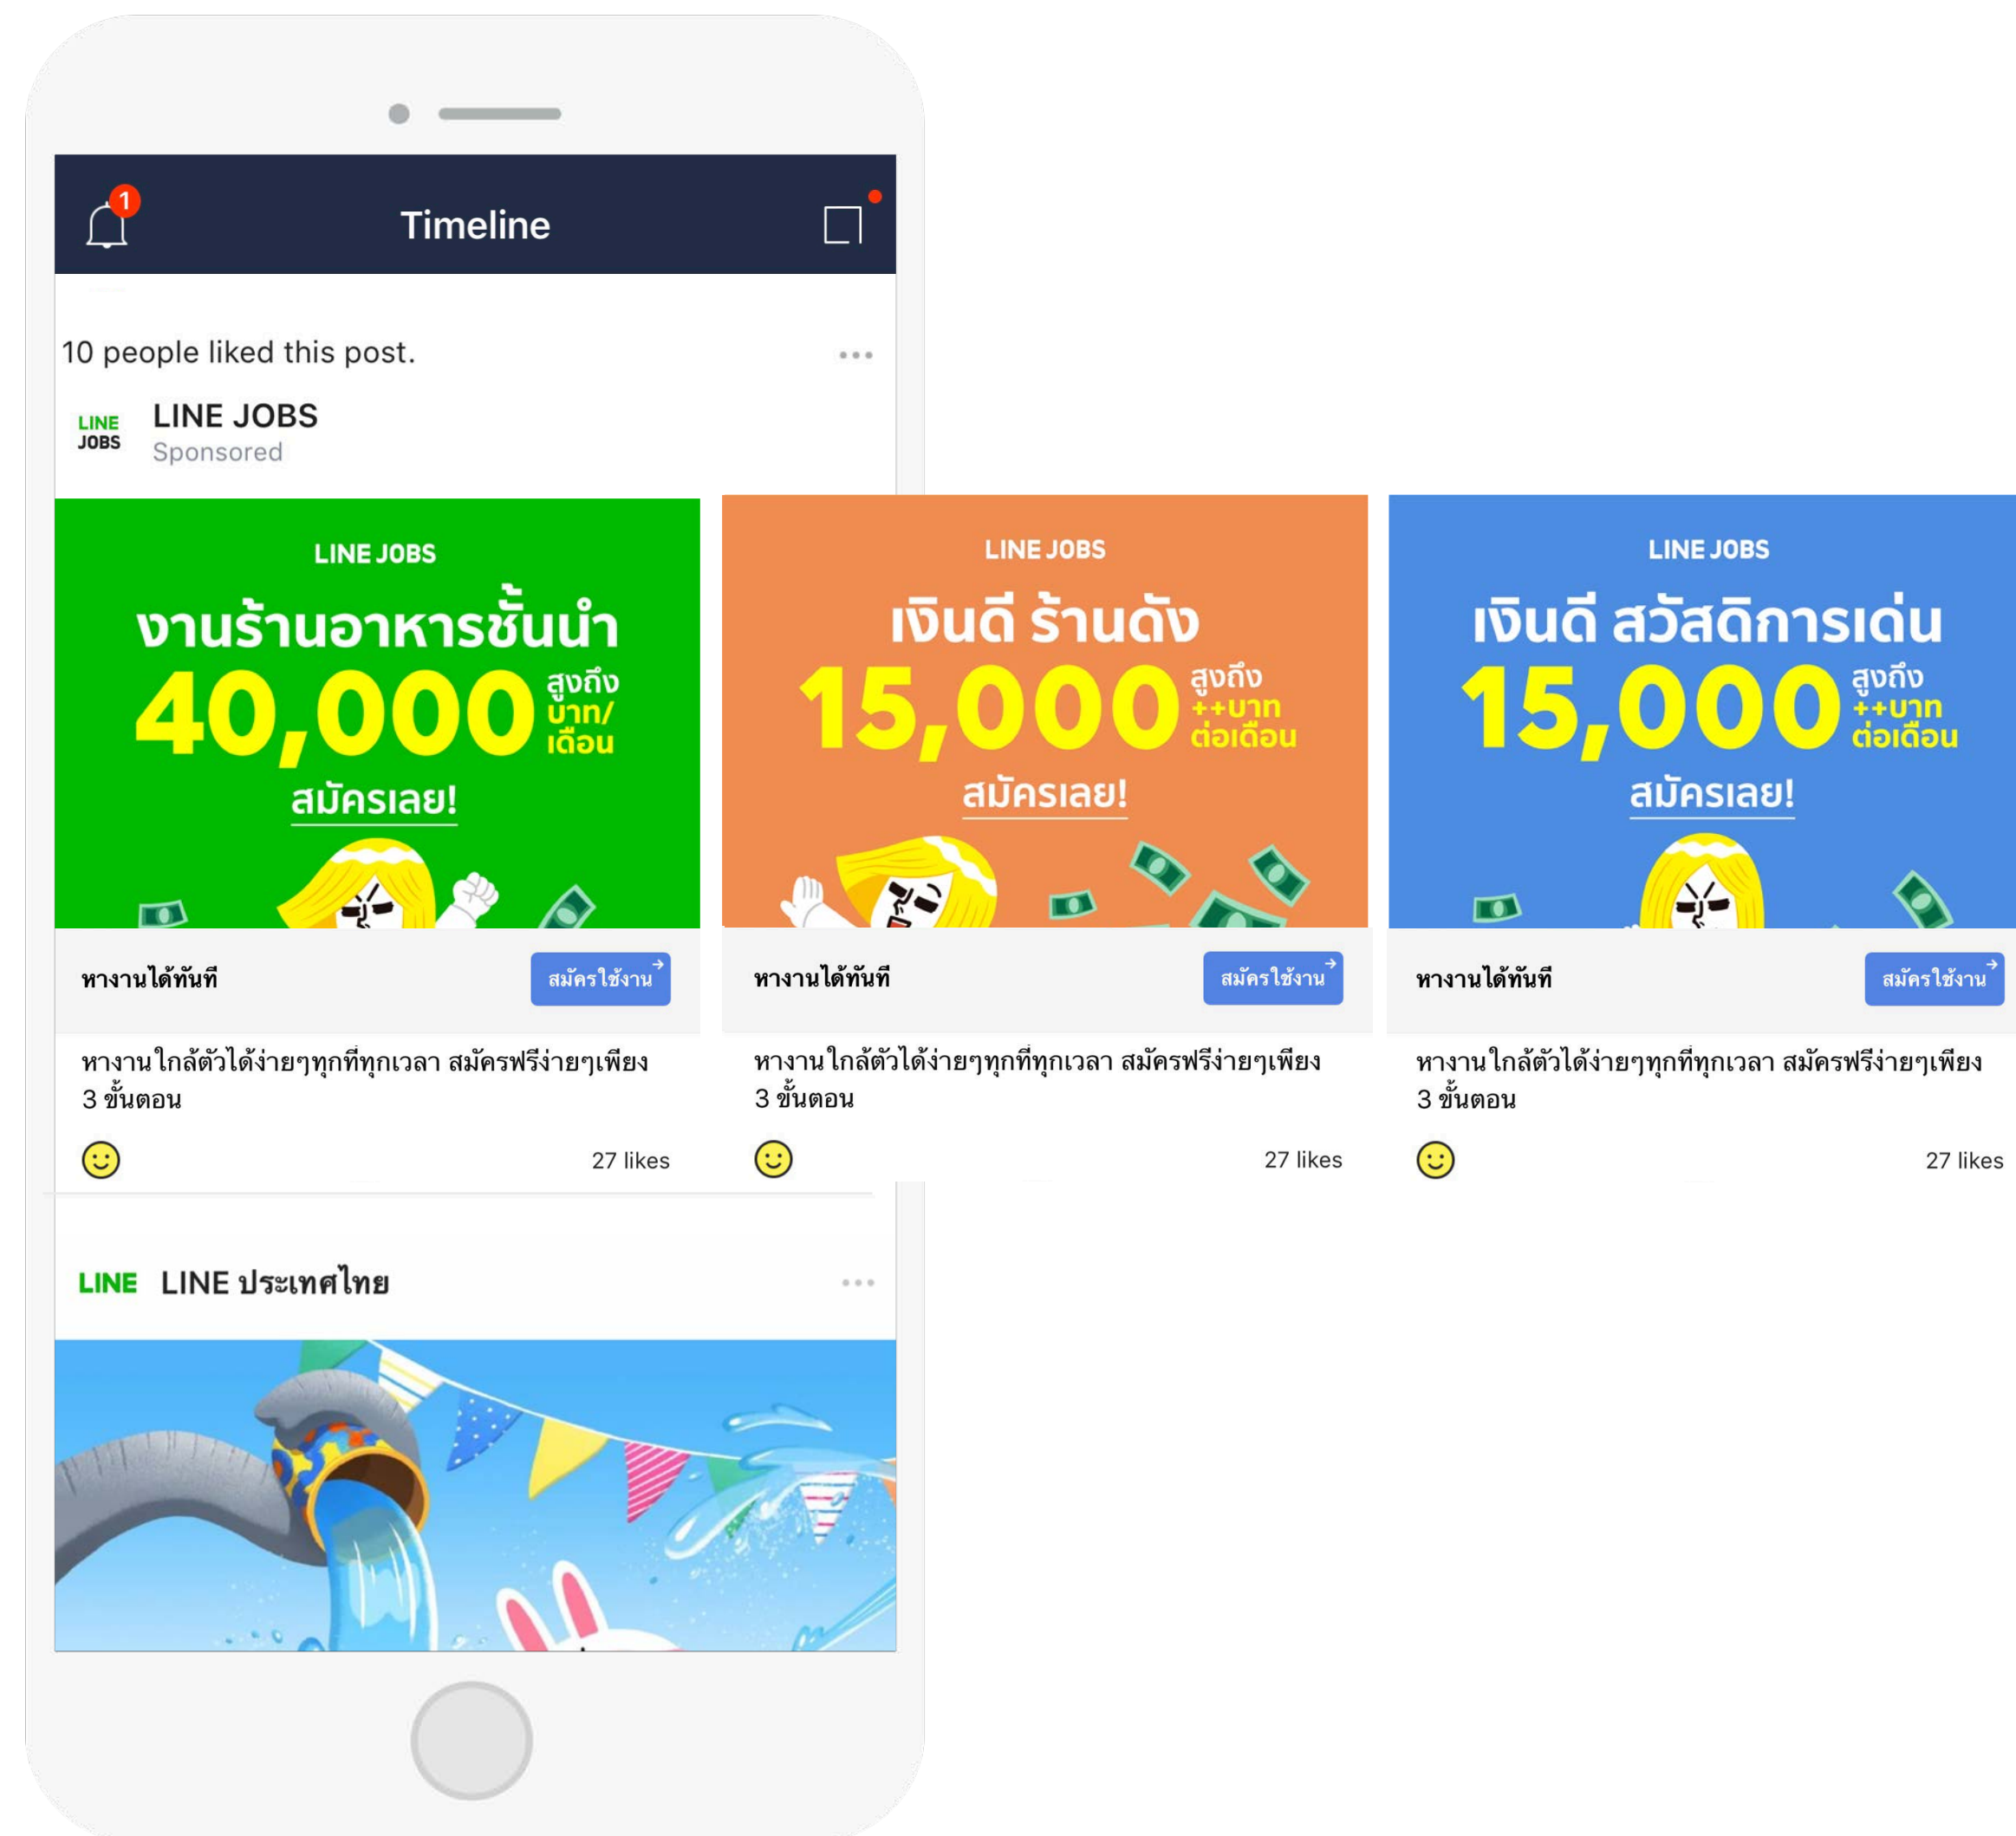 1
Timeline
10 people liked this post.
LINE
JOBS
LINE JOBS
Sponsored
LINE JOBS
งานร้านอาหารชั้นนำ
40,000
สูงถึง
บาท/
เดือน
สมัครเลย!
หางานได้ทันที
สมัครใช้งาน
หางานใกล้ตัวได้ง่ายๆทุกที่ทุกเวลา สมัครฟรีง่ายๆเพียง
3 ขั้นตอน
27 likes
LINE JOBS
เงินดี ร้านดัง
15,000
สูงถึง
++บาท
ต่อเดือน
สมัครเลย!
หางานได้ทันที
สมัครใช้งาน
หางานใกล้ตัวได้ง่ายๆทุกที่ทุกเวลา สมัครฟรีง่ายๆเพียง
3 ขั้นตอน
27 likes
LINE JOBS
เงินดี สวัสดิการเด่น
15,000
สูงถึง
++บาท
ต่อเดือน
สมัครเลย!
หางานได้ทันที
สมัครใช้งาน
หางานใกล้ตัวได้ง่ายๆทุกที่ทุกเวลา สมัครฟรีง่ายๆเพียง
3 ขั้นตอน
27 likes
LINE LINE ประเทศไทย